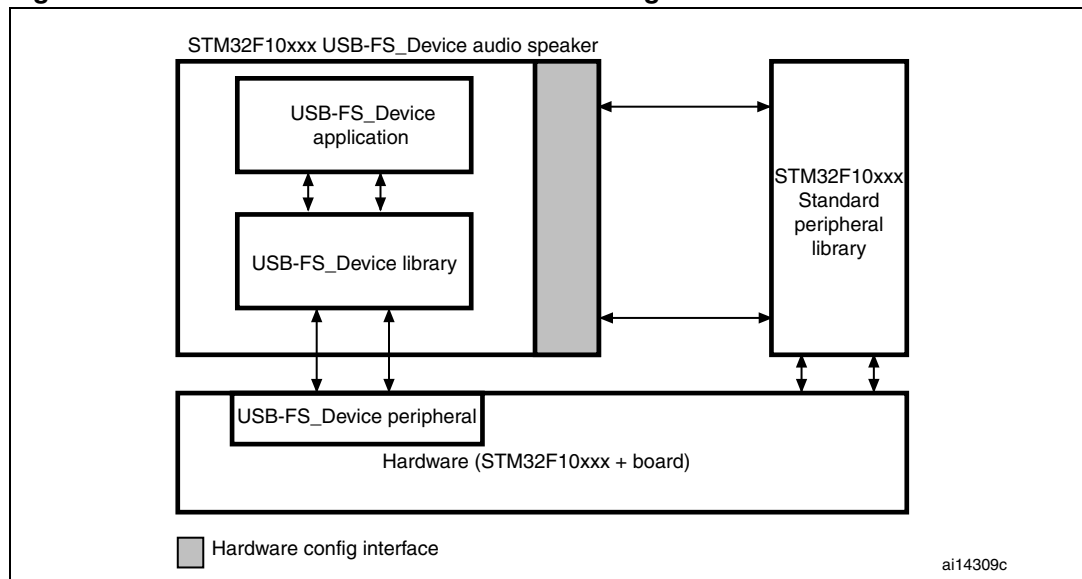 STM32F10xxx USB-FS_Device audio speaker
USB-FS_Device
application
USB-FS_Device library
STM32F10xxx
Standard
peripheral
library
USB-FS_Device peripheral
Hardware (STM32F10xxx + board)
Hardware config interface
ai14309c